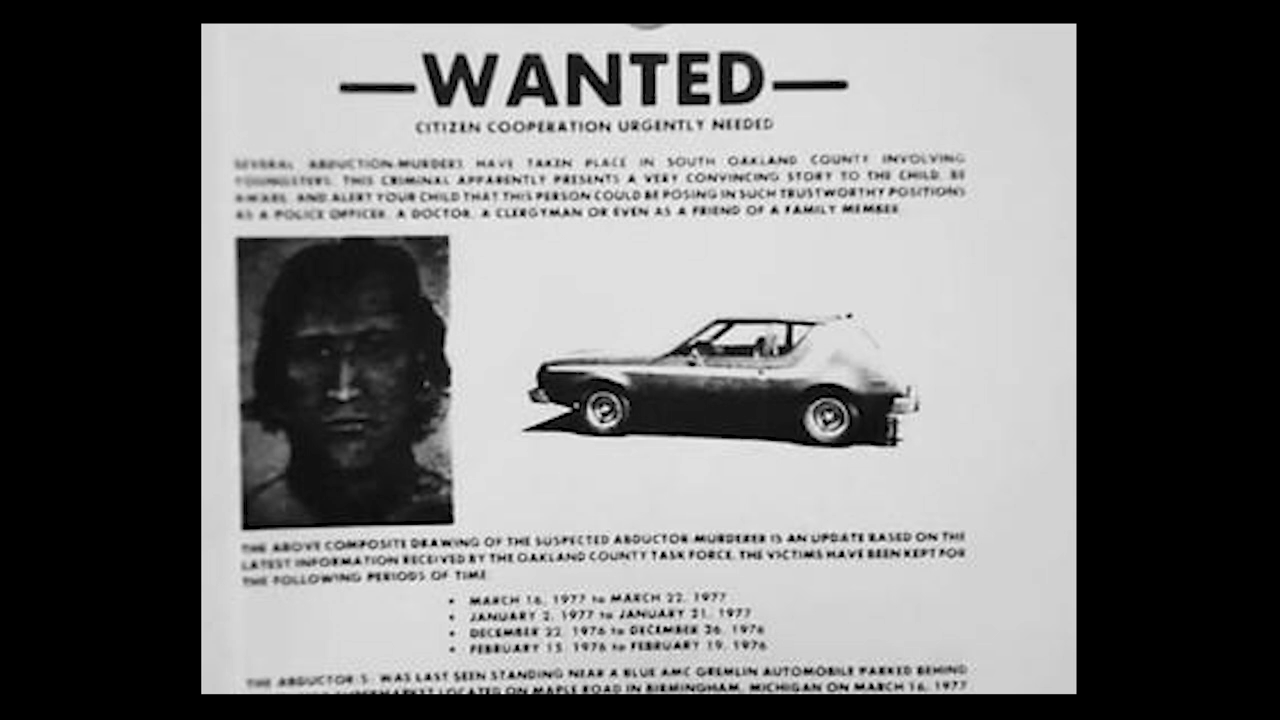 —WANTED—
CITIZEN COOPERATION URGENTLY NEEDED
SEVERAL ABDUCTION-MURDERS HAVE TAKEN PLACE IN SOUTH OAKLAND COUNTY INVOLVING
YOUNGSTERS. THIS CRIMINAL APPARENTLY PRESENTS A VERY CONVINCING STORY TO THE CHILD. BE
AWARE, AND ALERT YOUR CHILD THAT THIS PERSON COULD BE POSING IN SUCH TRUSTWORTHY POSITIONS
AS A POLICE OFFICER, A DOCTOR, A CLERGYMAN OR EVEN AS A FRIEND OF A FAMILY MEMBER.
THE ABOVE COMPOSITE DRAWING OF THE SUSPECTED ABDUCTOR-MURDERER IS AN UPDATE BASED ON THE
LATEST INFORMATION RECEIVED BY THE OAKLAND COUNTY TASK FORCE. THE VICTIMS HAVE BEEN KEPT FOR
THE FOLLOWING PERIODS OF TIME:
• MARCH 16, 1977 to MARCH 22, 1977
• JANUARY 2, 1977 to JANUARY 21, 1977
• DECEMBER 22, 1976 to DECEMBER 26, 1976
• FEBRUARY 15, 1976 to FEBRUARY 19, 1976
THE ABDUCTOR(S) WAS LAST SEEN STANDING NEAR A BLUE AMC GREMLIN AUTOMOBILE PARKED BEHIND
SUPERMARKET LOCATED ON MAPLE ROAD IN BIRMINGHAM, MICHIGAN ON MARCH 16, 1977